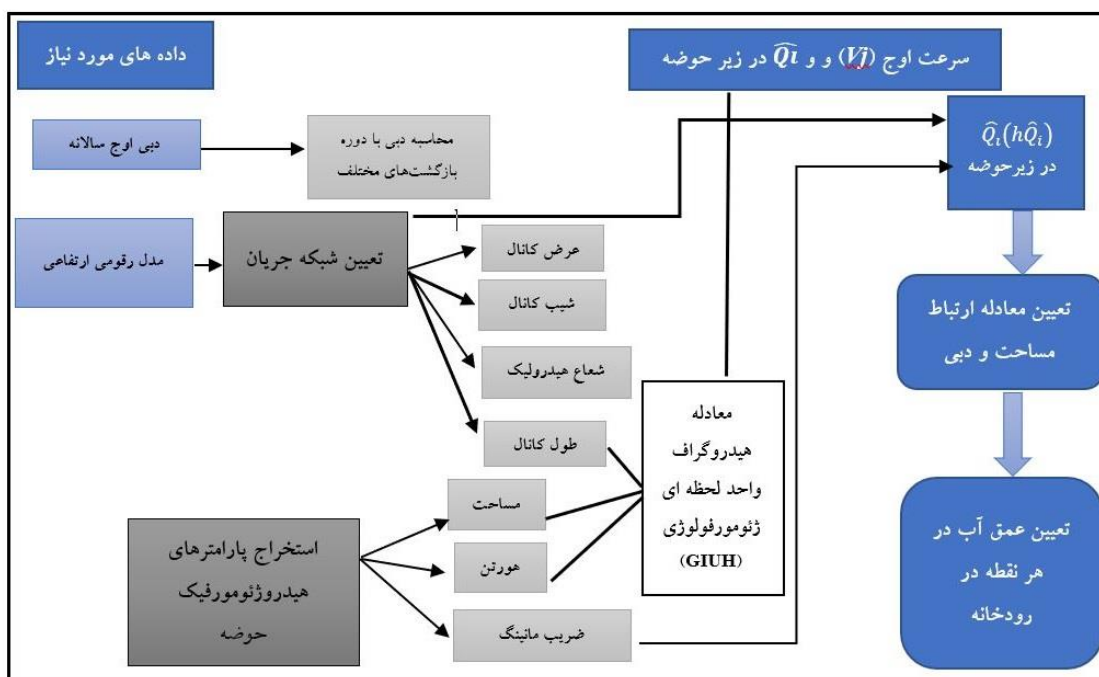 داده های مورد نیاز
سرعت اوج (Vj) و و Q̂ι در زیر حوضه
دبی اوج سالانه
محاسبه دبی با دوره
بازگشت‌های مختلف
Q̂ι(hQ̂i)
در زیرحوضه
مدل رقومی ارتفاعی
تعیین شبکه جریان
عرض کانال
شیب کانال
شعاع هیدرولیک
طول کانال
تعیین معادله ارتباط
مساحت و دبی
معادله
هیدروگراف
واحد لحظه ای
ژئومورفولوژی
(GIUH)
استخراج پارامترهای
هیدروژئومورفیک
حوضه
مساحت
هورتن
ضریب مانینگ
تعیین عمق آب در
هر نقطه در
رودخانه